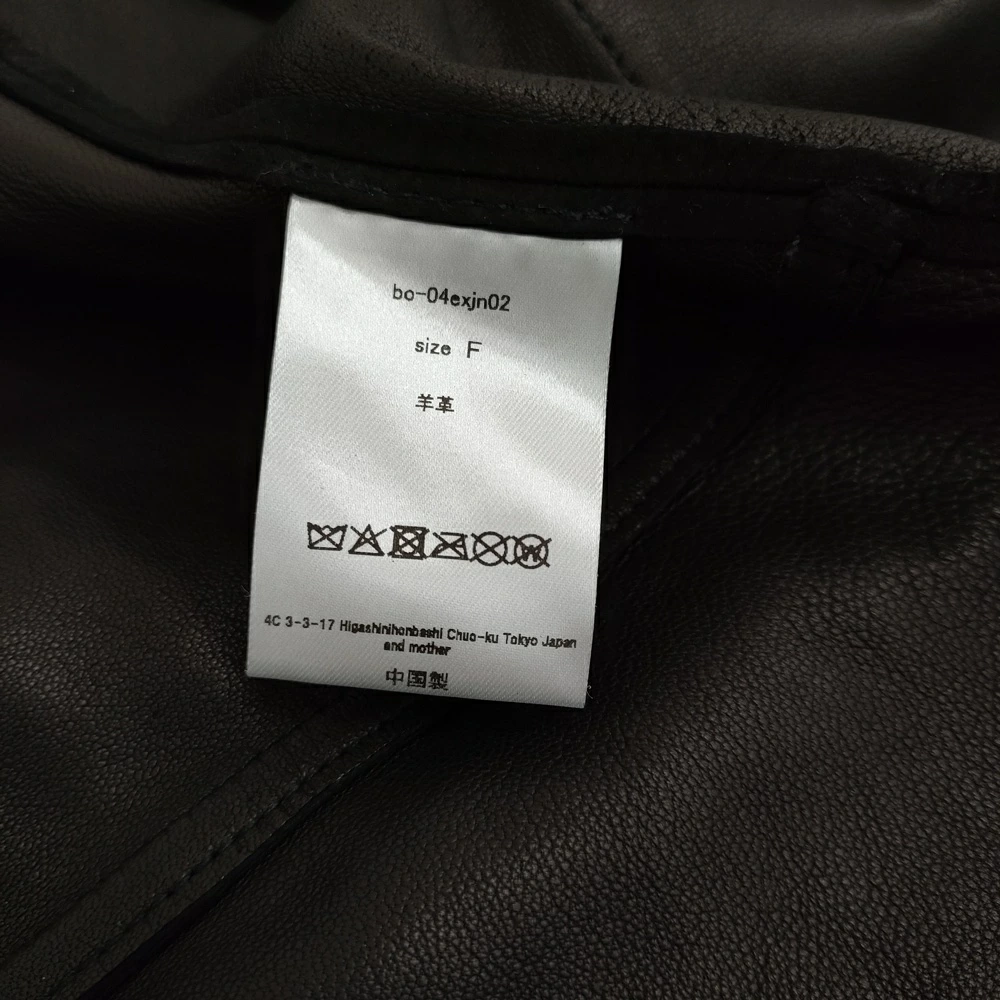 bo-04exjn02
size F
羊革
W
4C 3-3-17 Higashinihonbashi Chuo-ku Tokyo Japan
and mother
中国製